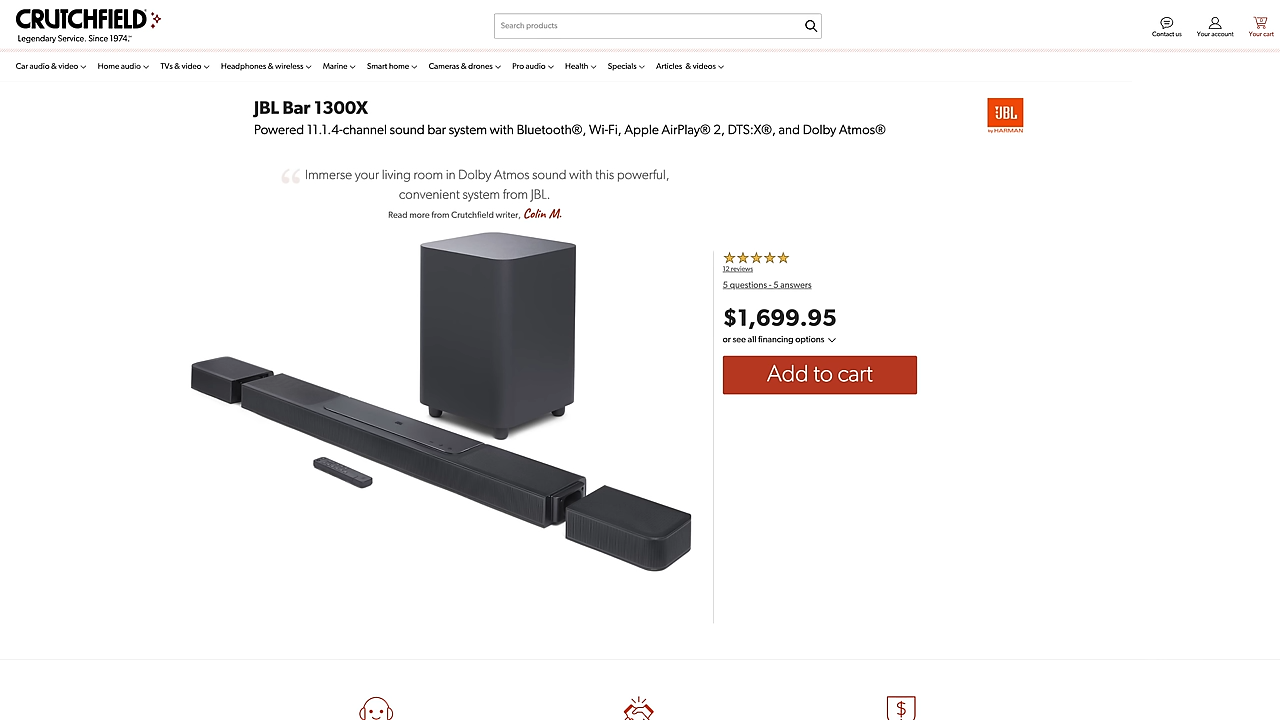 CRUTCHFIELD
Legendary Service. Since 1974.™
Search products
Contact us
Your account
0
Your cart
Car audio & video
Home audio
TVs & video
Headphones & wireless
Marine
Smart home
Cameras & drones
Pro audio
Health
Specials
Articles & videos
JBL Bar 1300X
Powered 11.1.4-channel sound bar system with Bluetooth®, Wi-Fi, Apple AirPlay® 2, DTS:X®, and Dolby Atmos®
JBL
by HARMAN
“ Immerse your living room in Dolby Atmos sound with this powerful,
convenient system from JBL.
Read more from Crutchfield writer, Colin M.
12 reviews
5 questions - 5 answers
$1,699.95
or see all financing options
Add to cart
$